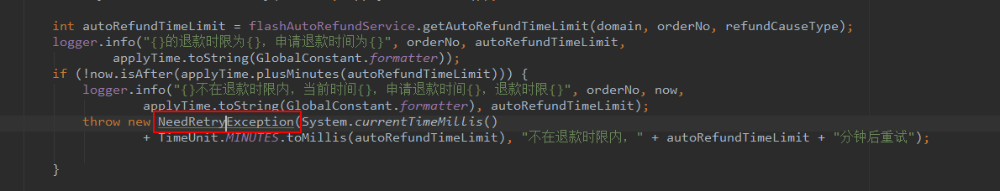 int autoRefundTimeLimit = flashAutoRefundService.getAutoRefundTimeLimit(domain, orderNo, refundCauseType);
logger.info("{}的退款时限为{}，申请退款时间为{}", orderNo, autoRefundTimeLimit,
applyTime.toString(GlobalConstant.formatter));
if (!now.isAfter(applyTime.plusMinutes(autoRefundTimeLimit))) {
logger.info("{}不在退款时限内，当前时间{}，申请退款时间{}，退款时限{}", orderNo, now,
applyTime.toString(GlobalConstant.formatter), autoRefundTimeLimit);
throw new NeedRetryException(System.currentTimeMillis()
+ TimeUnit.MINUTES.toMillis(autoRefundTimeLimit), "不在退款时限内，" + autoRefundTimeLimit + "分钟后重试");
}